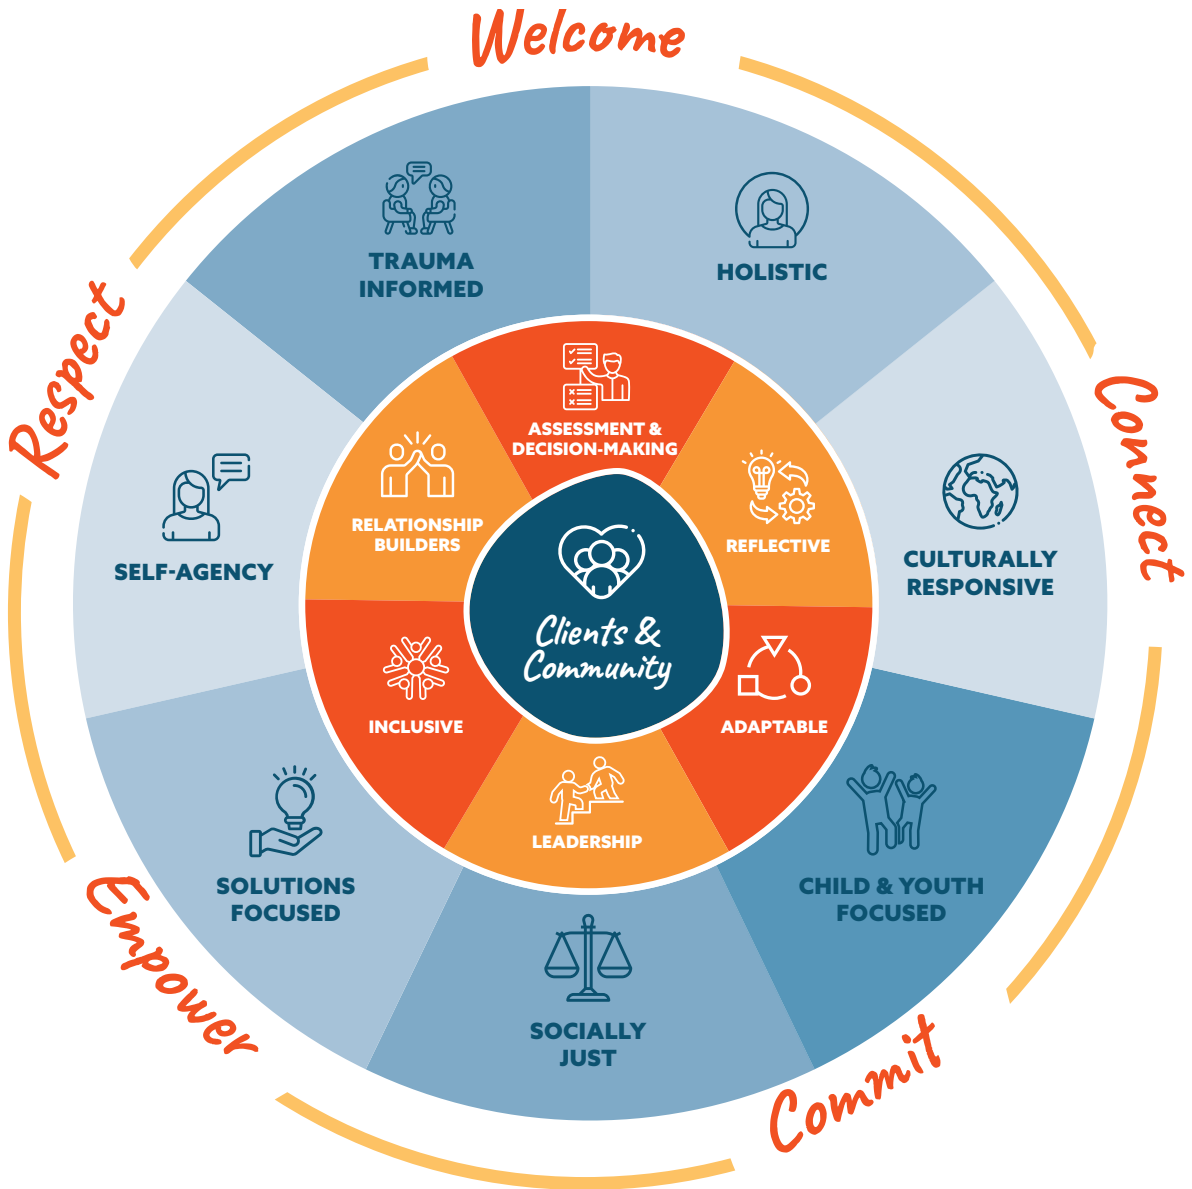 Welcome
Connect
Commit
Empower
Respect
TRAUMA
INFORMED
HOLISTIC
CULTURALLY
RESPONSIVE
CHILD & YOUTH
FOCUSED
SOCIALLY
JUST
SOLUTIONS
FOCUSED
SELF-AGENCY
ASSESSMENT &
DECISION-MAKING
REFLECTIVE
ADAPTABLE
LEADERSHIP
INCLUSIVE
RELATIONSHIP
BUILDERS
Clients &
Community